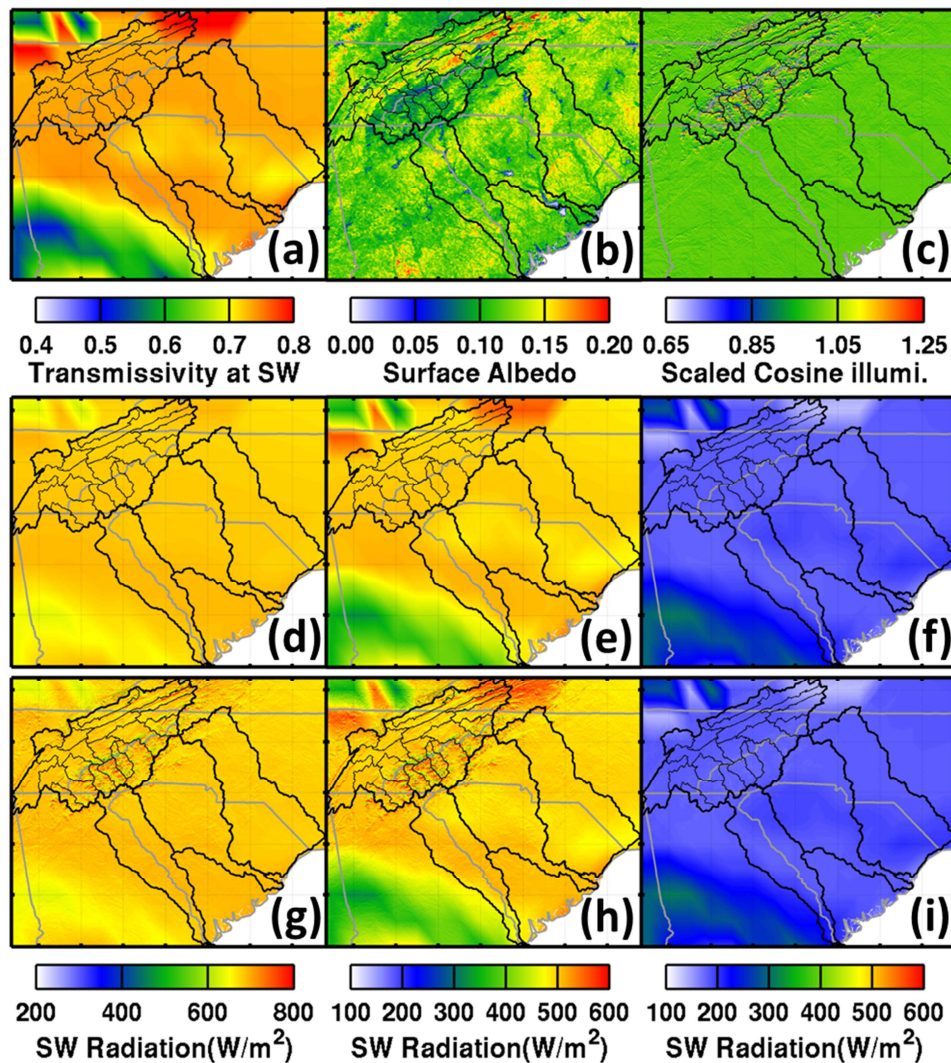 (a) (b) (c)
0.4 0.5 0.6 0.7 0.8 0.00 0.05 0.10 0.15 0.20 0.65 0.85 1.05 1.25
Transmissivity at SW Surface Albedo Scaled Cosine illumi.
(d) (e) (f)
(g) (h) (i)
200 400 600 800 100 200 300 400 500 600 100 200 300 400 500 600
SW Radiation(W/m²) SW Radiation(W/m²) SW Radiation(W/m²)